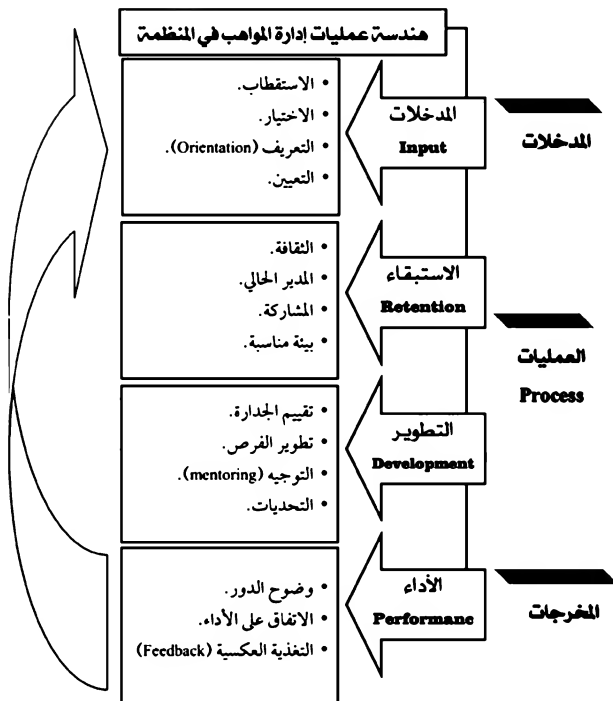 هندسة عمليات إدارة المواهب في المنظمة
المدخلات
المدخلات
Input
• الاستقطاب.
• الاختيار.
• التعريف (Orientation).
• التعيين.
العمليات
Process
الاستبقاء
Retention
• الثقافة.
• المدير الحالي.
• المشاركة.
• بيئة مناسبة.
التطوير
Development
• تقييم الجدارة.
• تطوير الفرص.
• التوجيه (mentoring).
• التحديات.
المخرجات
الأداء
Performanc
• وضوح الدور.
• الاتفاق على الأداء.
• التغذية العكسية (Feedback)